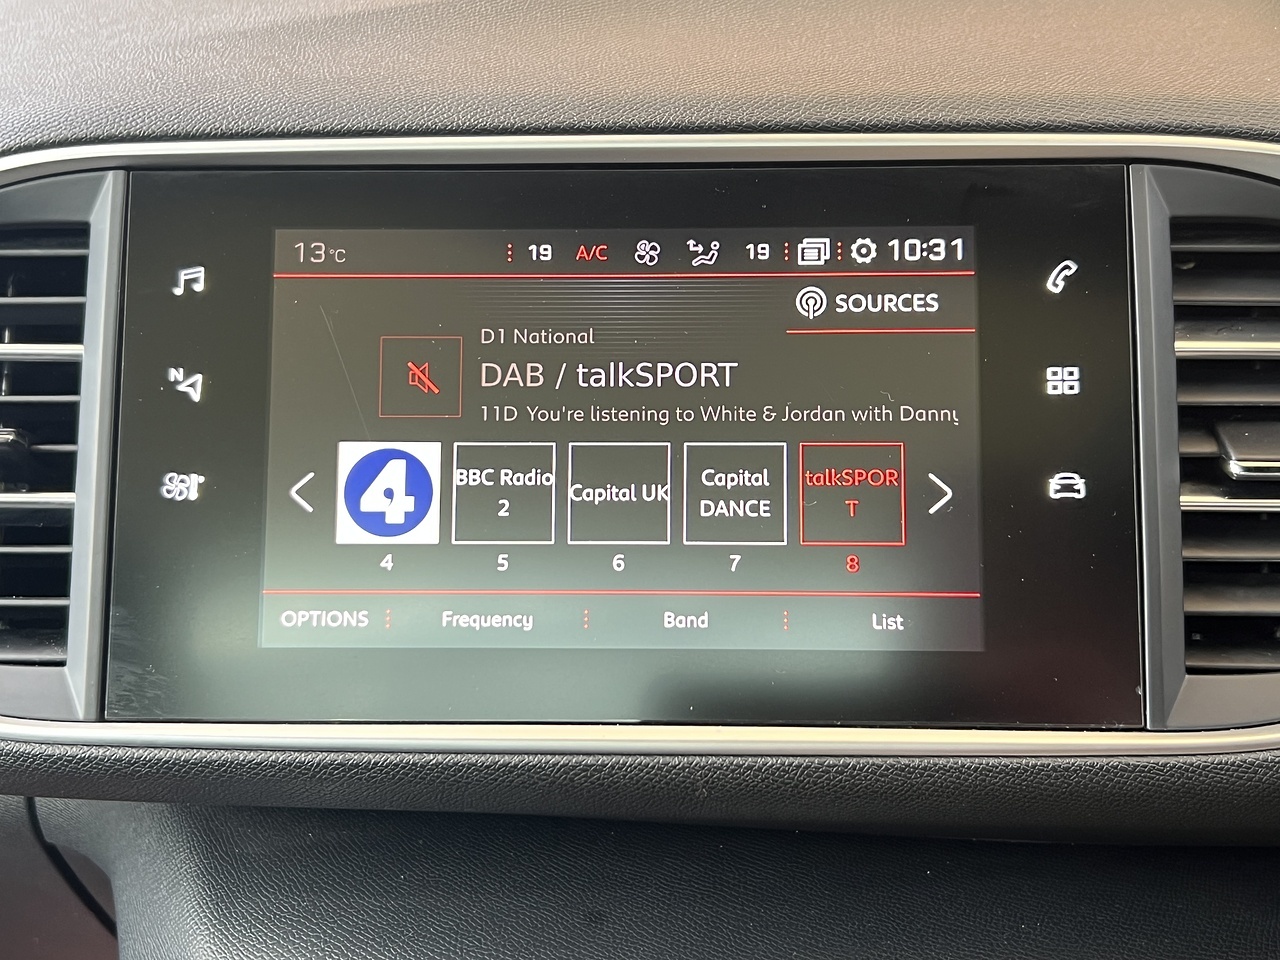 13°C 19 A/C 19 10:31
SOURCES
D1 National
DAB / talkSPORT
11D You're listening to White & Jordan with Danny
N
4
BBC Radio
2
Capital UK
Capital
DANCE
talkSPOR
T
4 5 6 7 8
OPTIONS Frequency Band List